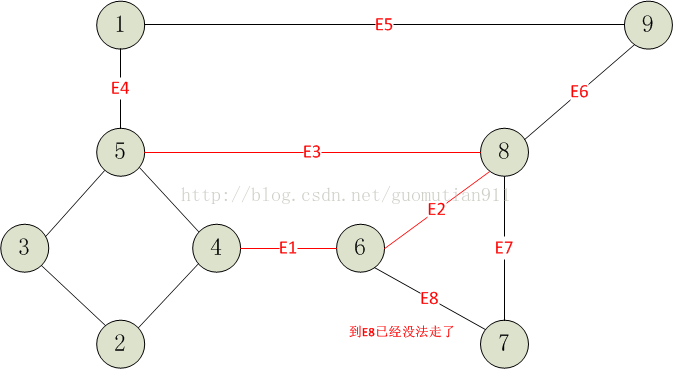 1
E5
9
E4
E6
5
E3
8
http://blog.csdn.net/guomutian911
E2
3
4
E1
6
E7
E8
到E8已经没法走了
2
7